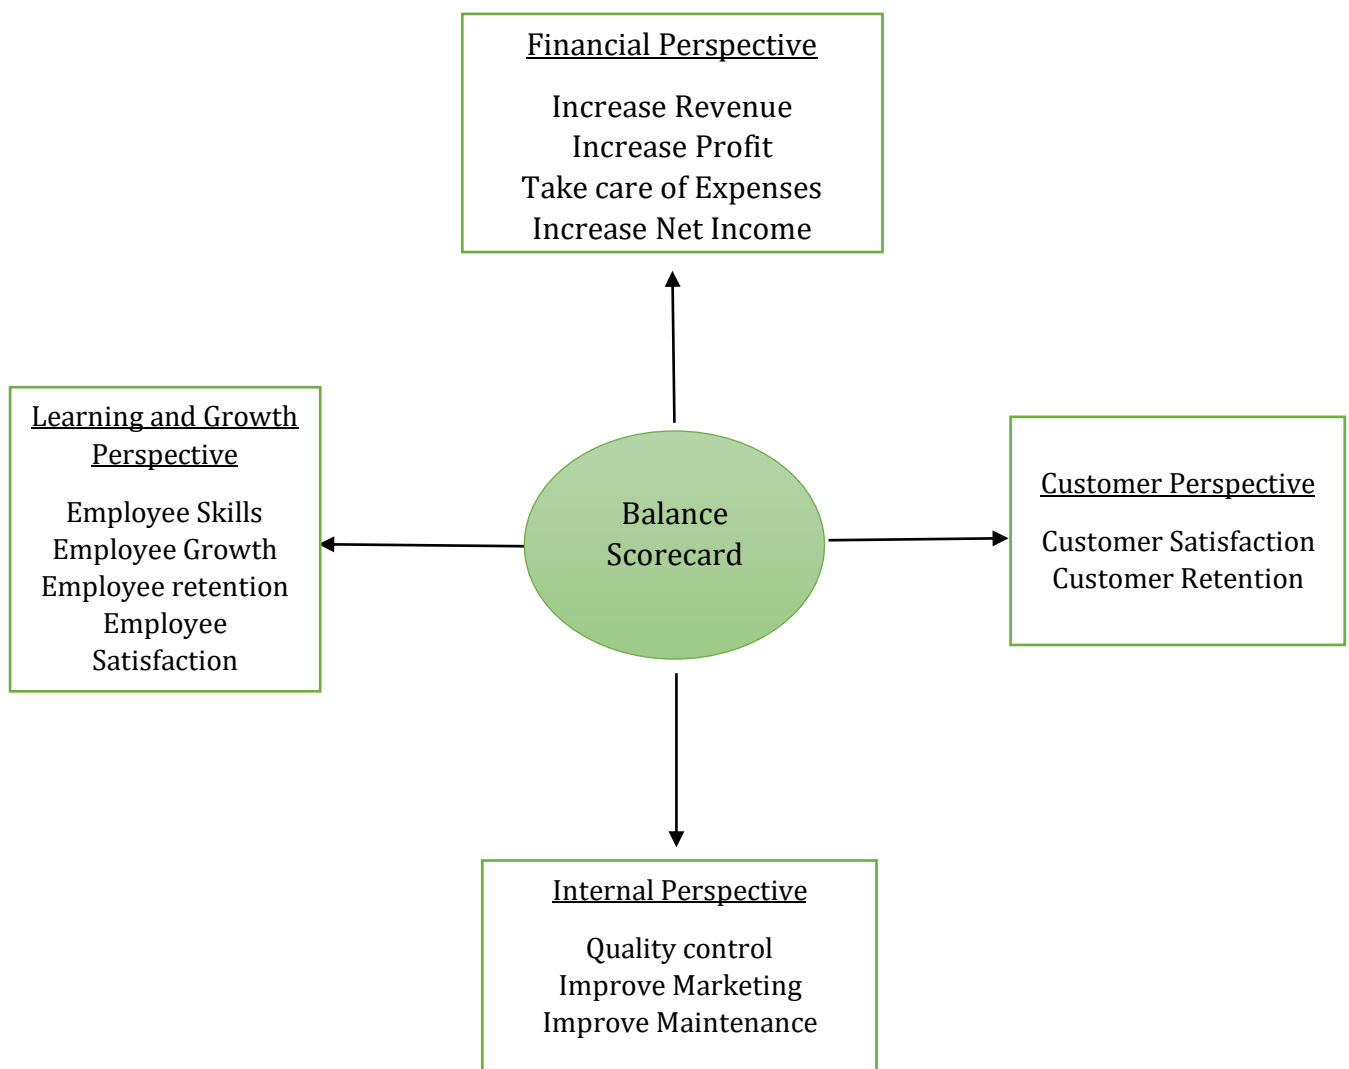 Financial Perspective
Increase Revenue
Increase Profit
Take care of Expenses
Increase Net Income
Learning and Growth
Perspective
Employee Skills
Employee Growth
Employee retention
Employee
Satisfaction
Balance
Scorecard
Customer Perspective
Customer Satisfaction
Customer Retention
Internal Perspective
Quality control
Improve Marketing
Improve Maintenance